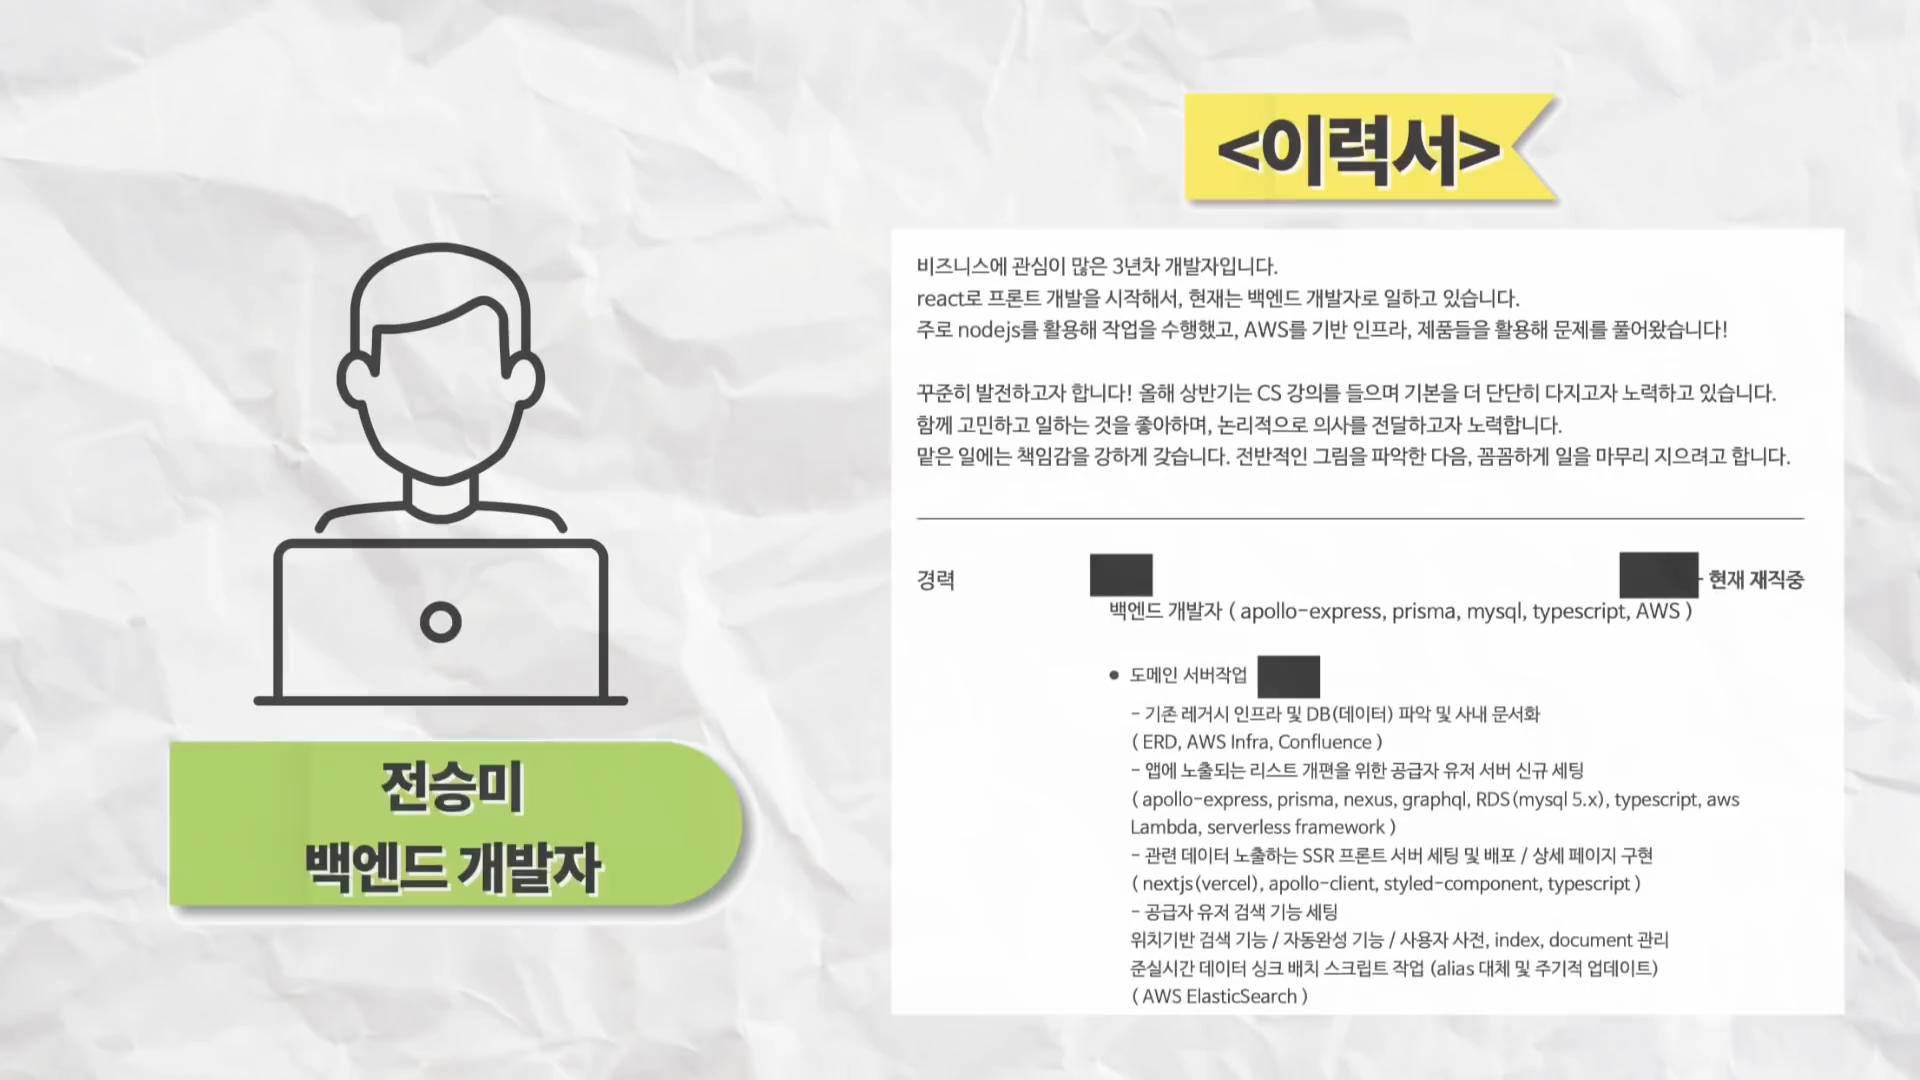 <이력서>
비즈니스에 관심이 많은 3년차 개발자입니다.
react로 프론트 개발을 시작해서, 현재는 백엔드 개발자로 일하고 있습니다.
주로 nodejs를 활용해 작업을 수행했고, AWS를 기반 인프라, 제품들을 활용해 문제를 풀어왔습니다!
꾸준히 발전하고자 합니다! 올해 상반기는 CS 강의를 들으며 기본을 더 단단히 다지고자 노력하고 있습니다.
함께 고민하고 일하는 것을 좋아하며, 논리적으로 의사를 전달하고자 노력합니다.
맡은 일에는 책임감을 강하게 갖습니다. 전반적인 그림을 파악한 다음, 꼼꼼하게 일을 마무리 지으려고 합니다.
경력 - 현재 재직중
백엔드 개발자 ( apollo-express, prisma, mysql, typescript, AWS )
● 도메인 서버작업
- 기존 레거시 인프라 및 DB(데이터) 파악 및 사내 문서화
( ERD, AWS Infra, Confluence )
- 앱에 노출되는 리스트 개편을 위한 공급자 유저 서버 신규 세팅
( apollo-express, prisma, nexus, graphql, RDS(mysql 5.x), typescript, aws
Lambda, serverless framework )
- 관련 데이터 노출하는 SSR 프론트 서버 세팅 및 배포 / 상세 페이지 구현
( nextjs(vercel), apollo-client, styled-component, typescript )
- 공급자 유저 검색 기능 세팅
위치기반 검색 기능 / 자동완성 기능 / 사용자 사전, index, document 관리
준실시간 데이터 싱크 배치 스크립트 작업 (alias 대체 및 주기적 업데이트)
( AWS ElasticSearch )
전승미
백엔드 개발자